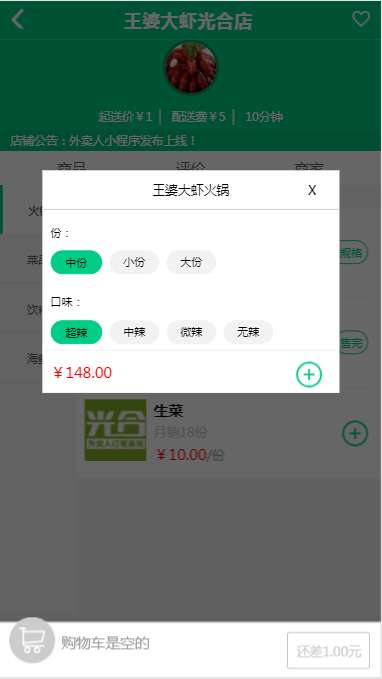 王婆大虾光合店
超送价￥1｜ 配送费￥5｜ 10分钟
店铺公告：外卖人小程序发布上线！
商品 评价 商家
王婆大虾火锅 X
份：
中份 小份 大份
口味：
超辣 中辣 微辣 无辣
￥148.00
火
菜
饮
海
规格
售完
光合
外卖人订餐系统
生菜
月销18份
￥10.00/份
购物车是空的
还差1.00元